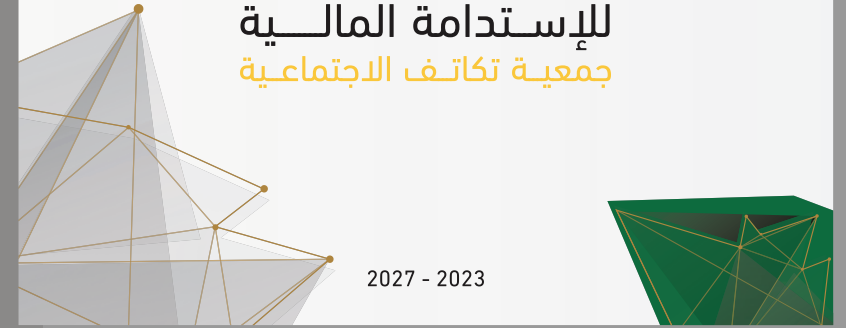 للإستدامة المالية
جمعية تكاتف الاجتماعية
2027 - 2023